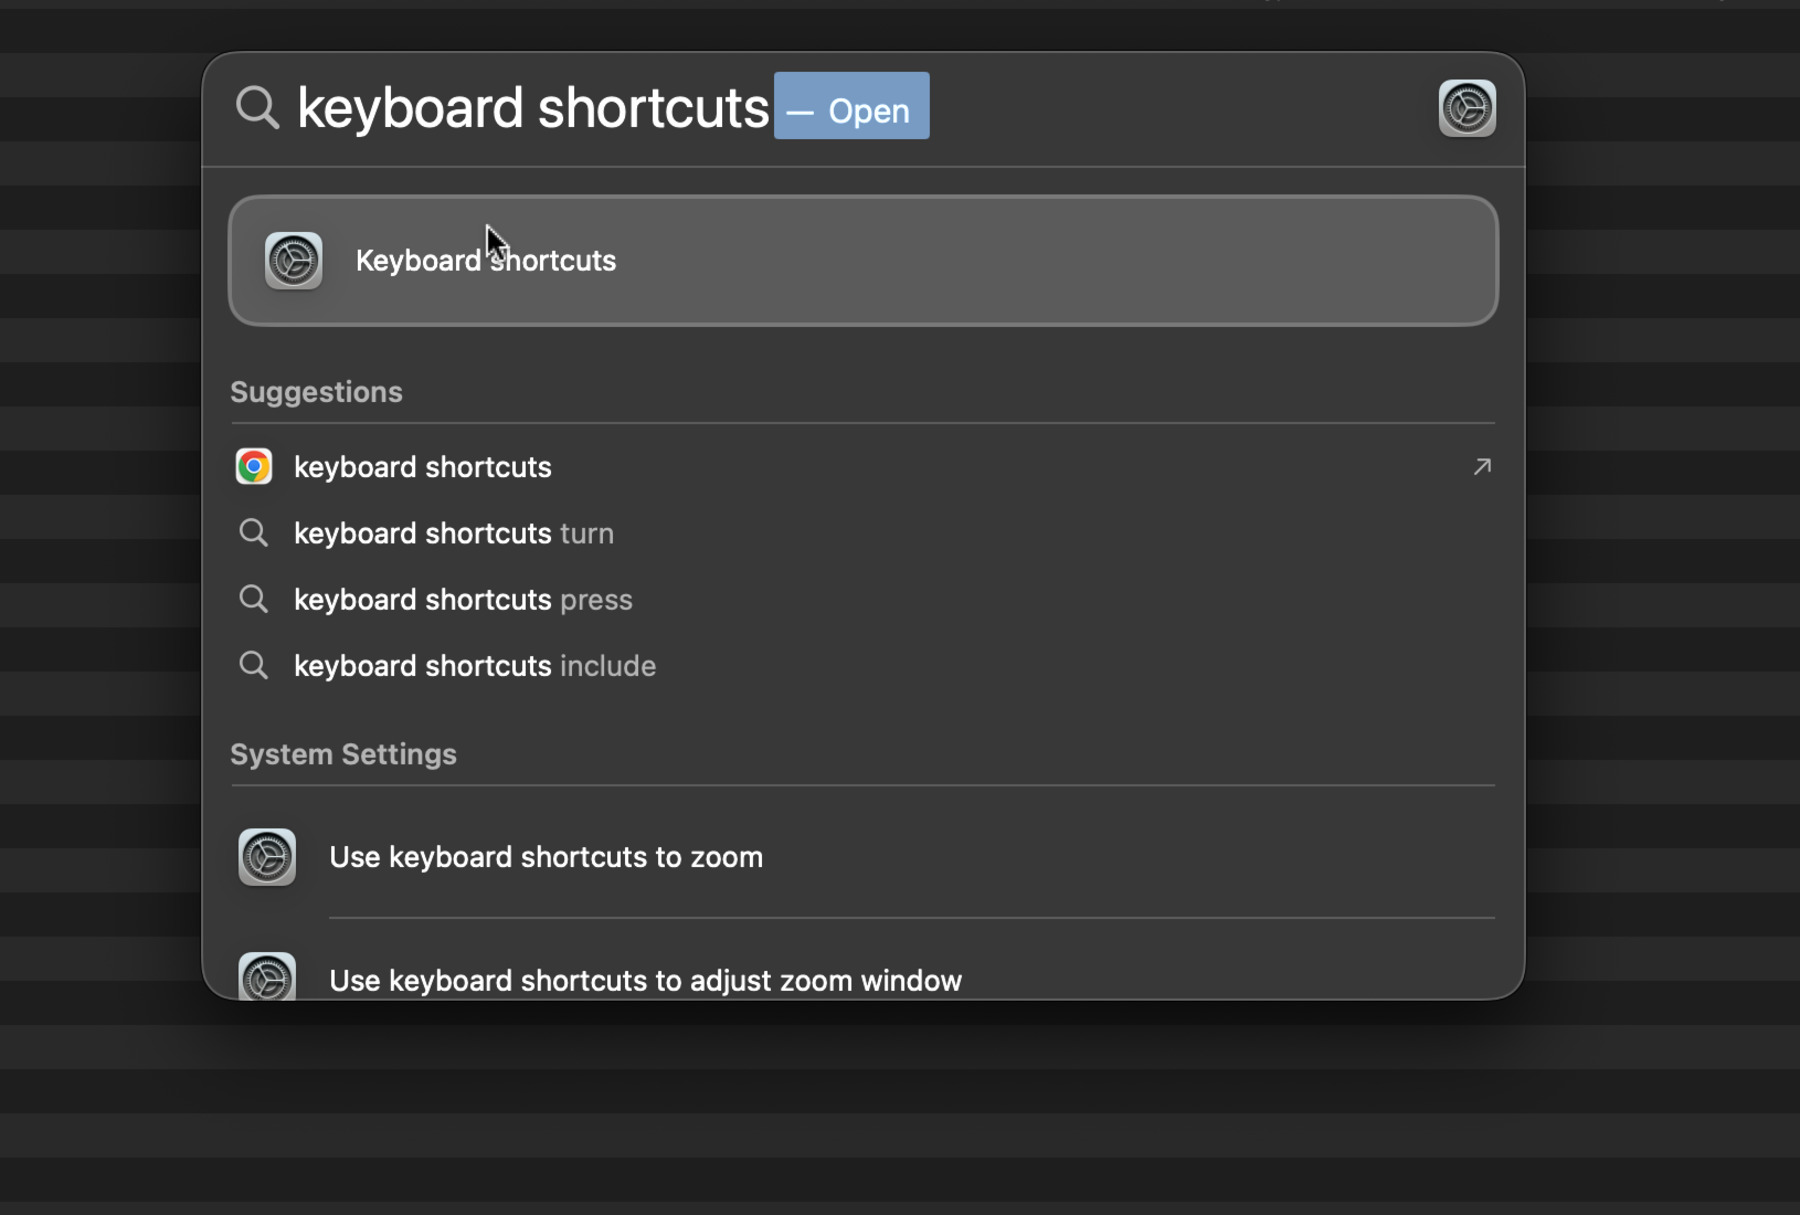 keyboard shortcuts — Open
Keyboard shortcuts
Suggestions
keyboard shortcuts
keyboard shortcuts turn
keyboard shortcuts press
keyboard shortcuts include
System Settings
Use keyboard shortcuts to zoom
Use keyboard shortcuts to adjust zoom window